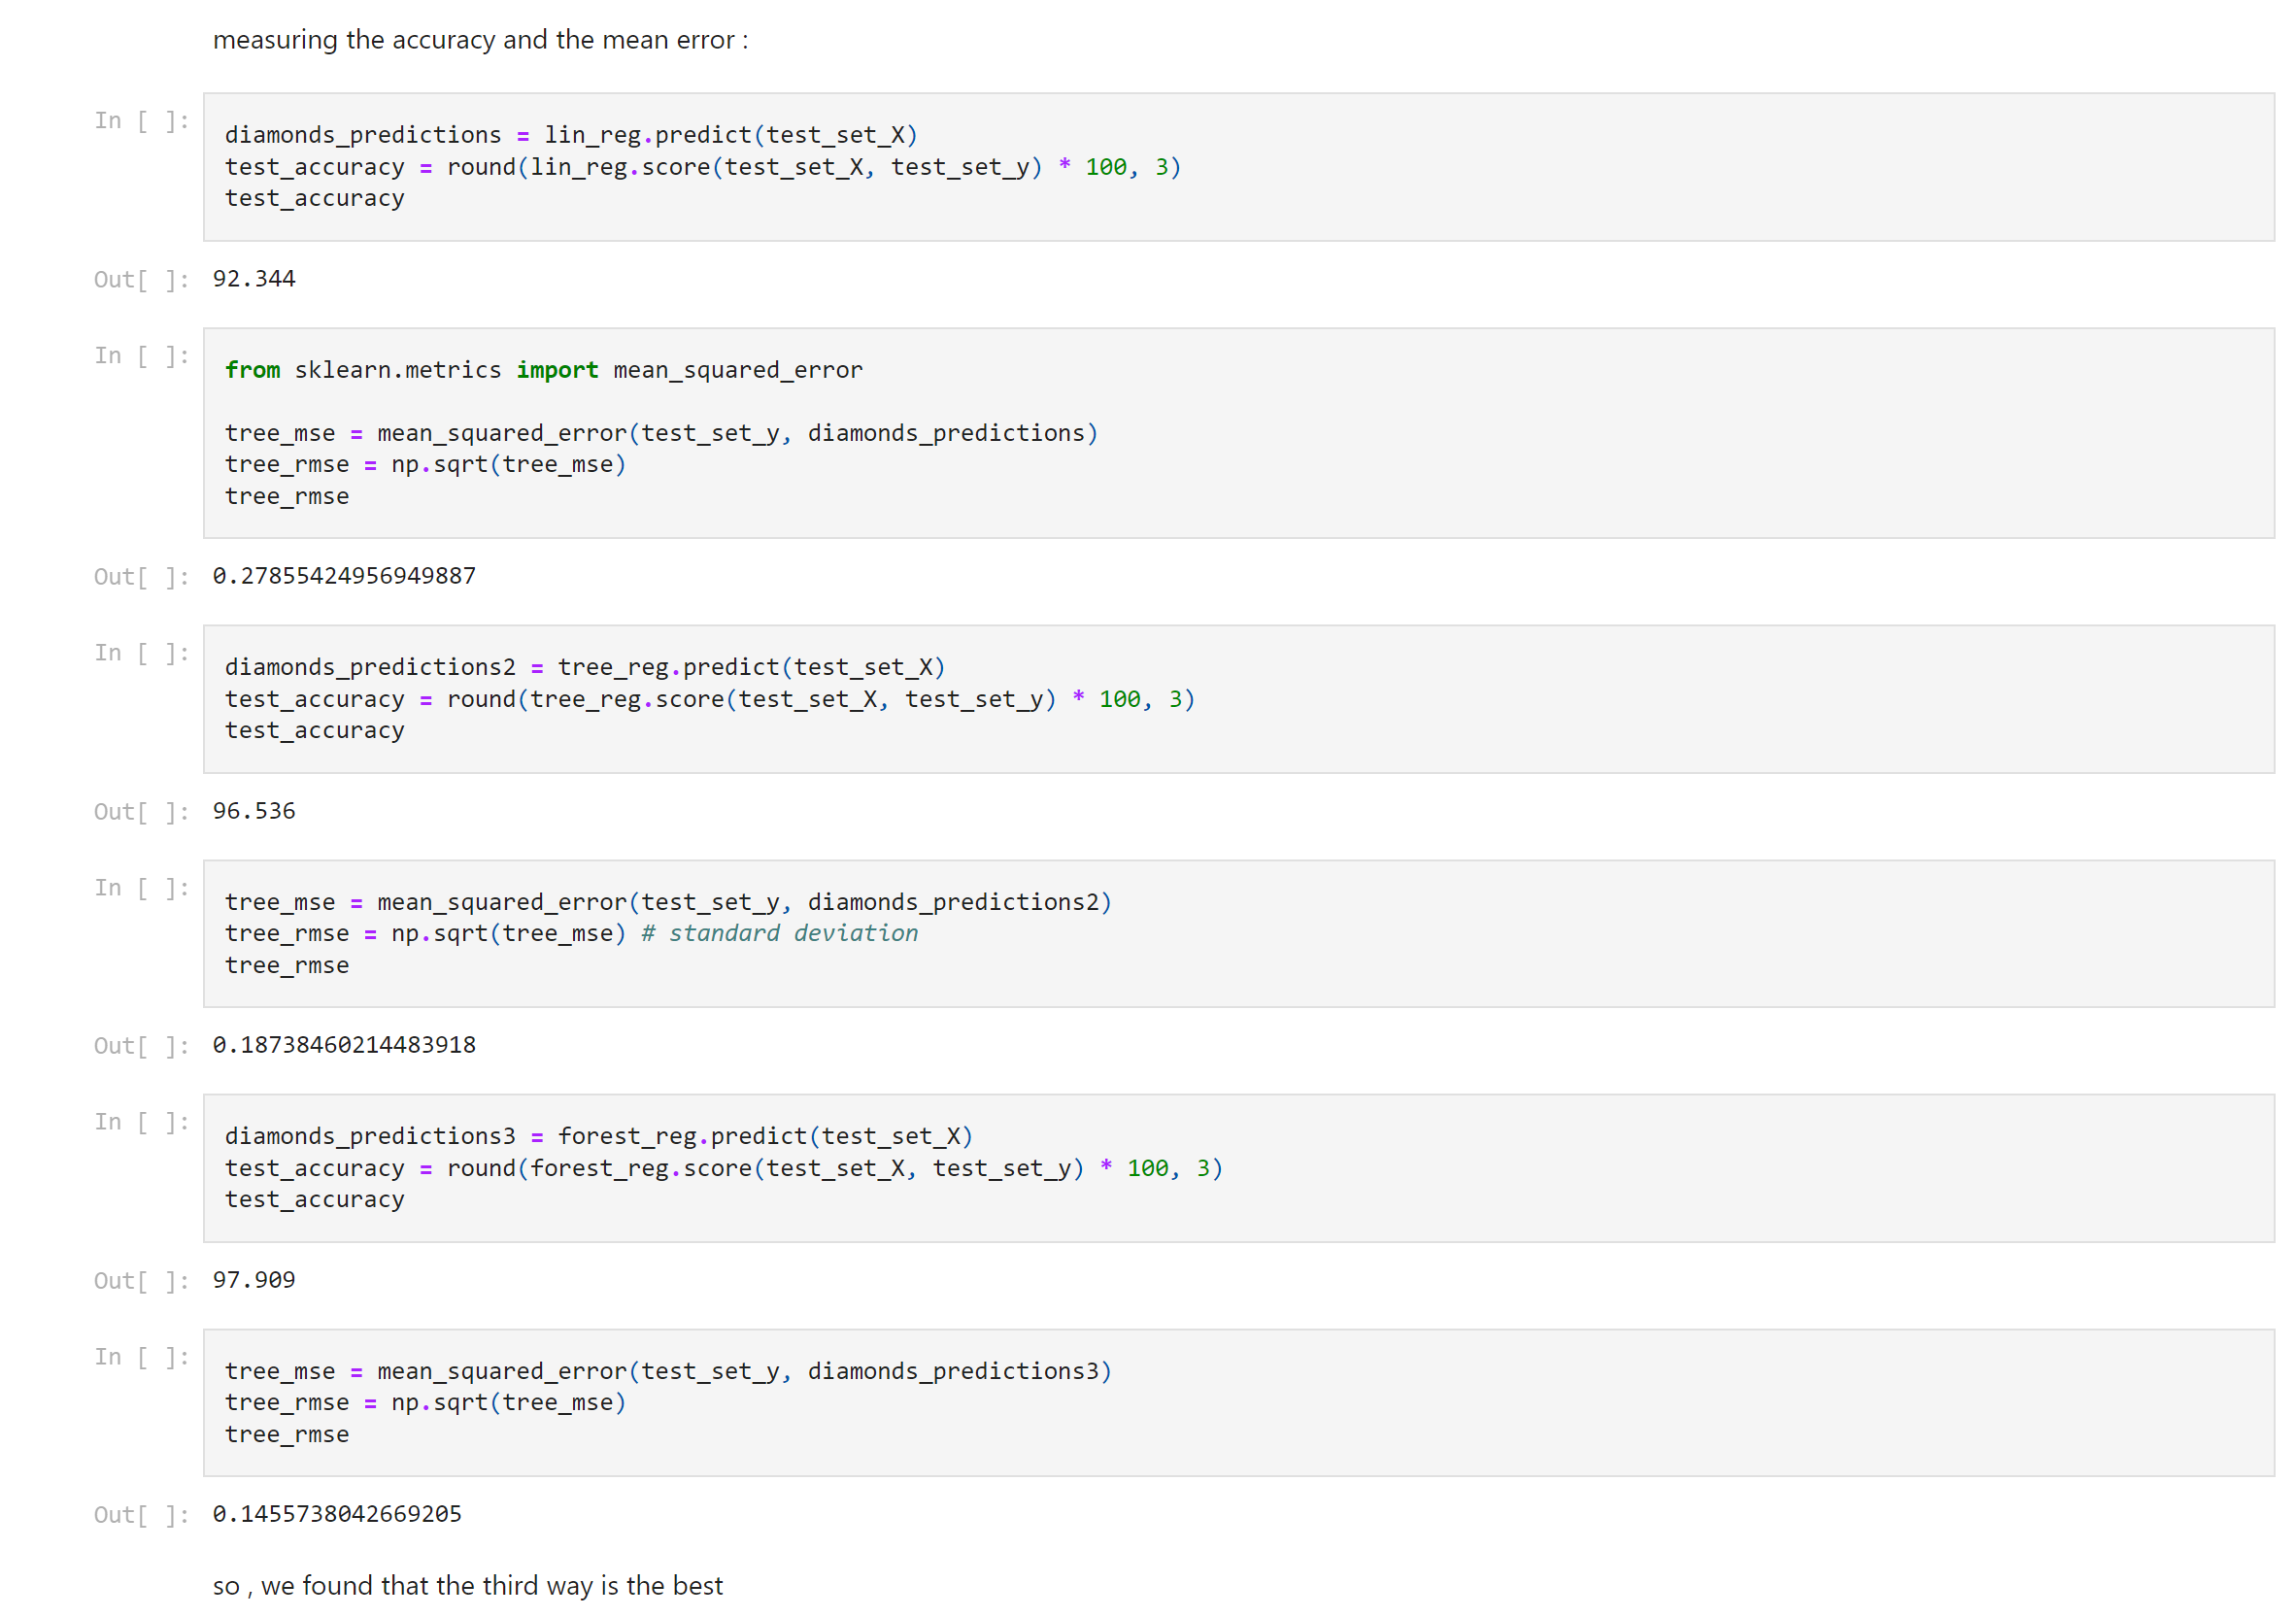 measuring the accuracy and the mean error :
In [ ]:
diamonds_predictions = lin_reg.predict(test_set_X)
test_accuracy = round(lin_reg.score(test_set_X, test_set_y) * 100, 3)
test_accuracy
Out[ ]: 92.344
In [ ]:
from sklearn.metrics import mean_squared_error
tree_mse = mean_squared_error(test_set_y, diamonds_predictions)
tree_rmse = np.sqrt(tree_mse)
tree_rmse
Out[ ]: 0.27855424956949887
In [ ]:
diamonds_predictions2 = tree_reg.predict(test_set_X)
test_accuracy = round(tree_reg.score(test_set_X, test_set_y) * 100, 3)
test_accuracy
Out[ ]: 96.536
In [ ]:
tree_mse = mean_squared_error(test_set_y, diamonds_predictions2)
tree_rmse = np.sqrt(tree_mse) # standard deviation
tree_rmse
Out[ ]: 0.18738460214483918
In [ ]:
diamonds_predictions3 = forest_reg.predict(test_set_X)
test_accuracy = round(forest_reg.score(test_set_X, test_set_y) * 100, 3)
test_accuracy
Out[ ]: 97.909
In [ ]:
tree_mse = mean_squared_error(test_set_y, diamonds_predictions3)
tree_rmse = np.sqrt(tree_mse)
tree_rmse
Out[ ]: 0.1455738042669205
so , we found that the third way is the best